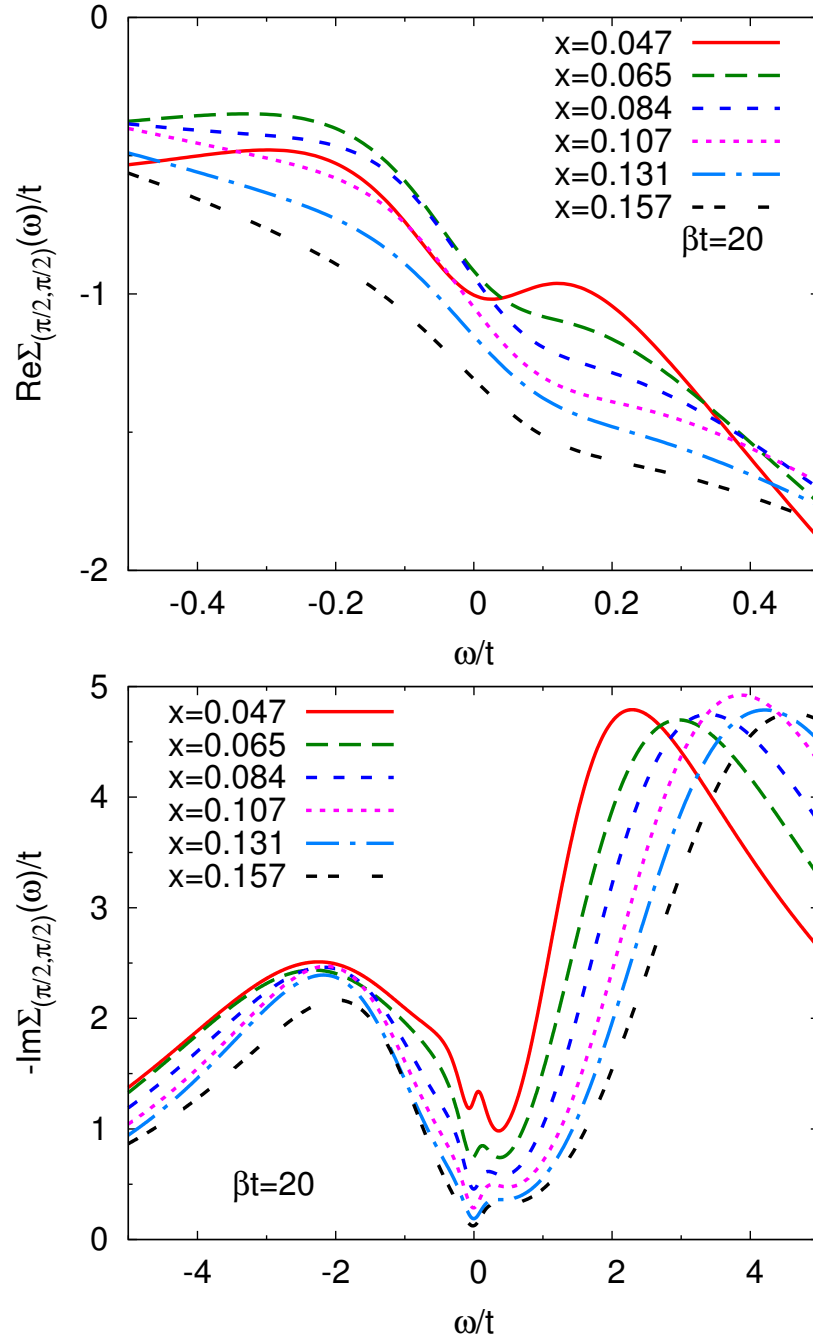 0
-1
-2
ReΣ(π/2,π/2)(ω)/t
x=0.047
x=0.065
x=0.084
x=0.107
x=0.131
x=0.157
βt=20
-0.4 -0.2 0 0.2 0.4
ω/t
5
4
3
2
1
0
-ImΣ(π/2,π/2)(ω)/t
x=0.047
x=0.065
x=0.084
x=0.107
x=0.131
x=0.157
βt=20
-4 -2 0 2 4
ω/t